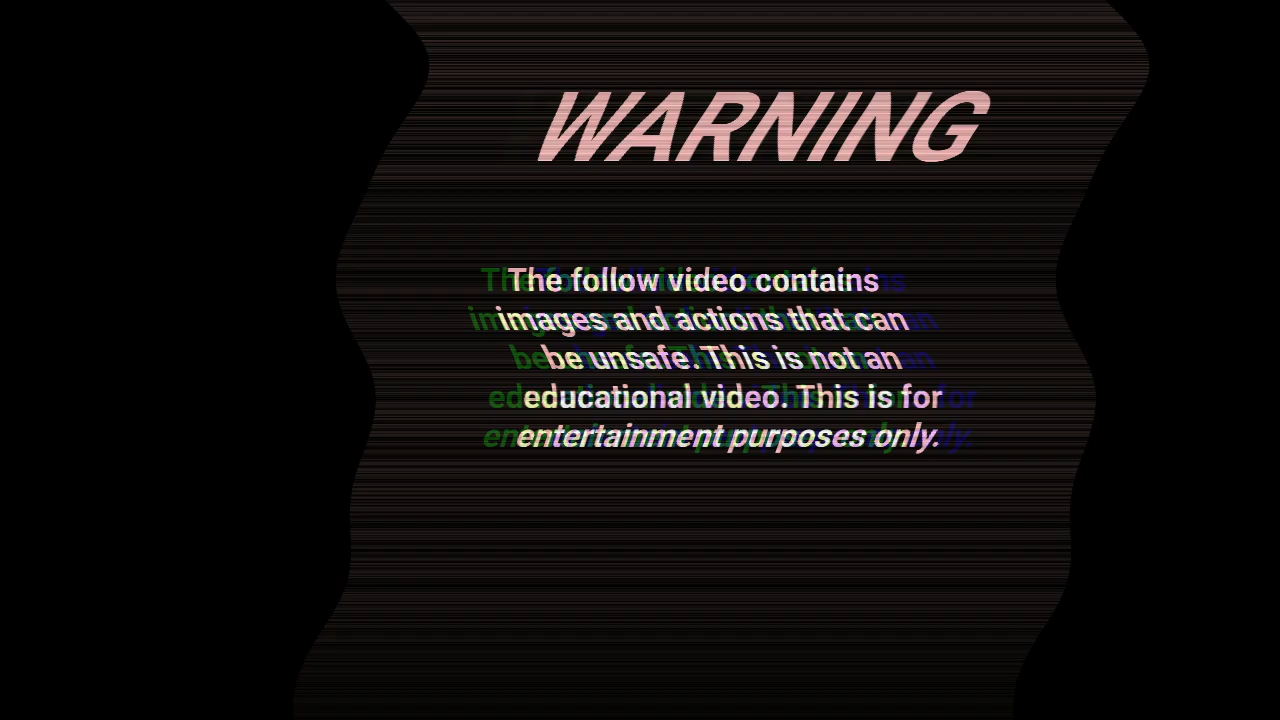 WARNING
The follow video contains
images and actions that can
be unsafe. This is not an
educational video. This is for
entertainment purposes only.